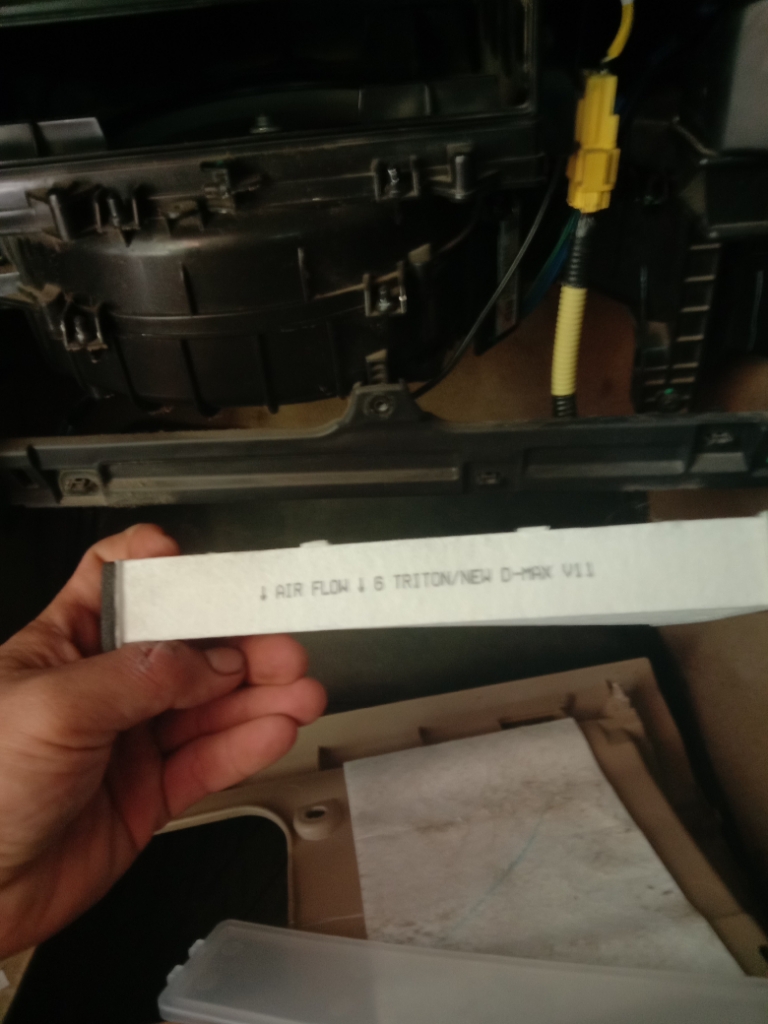 ↓ AIR FLOW ↓ 6 TRITON/NEW D-MAX V11